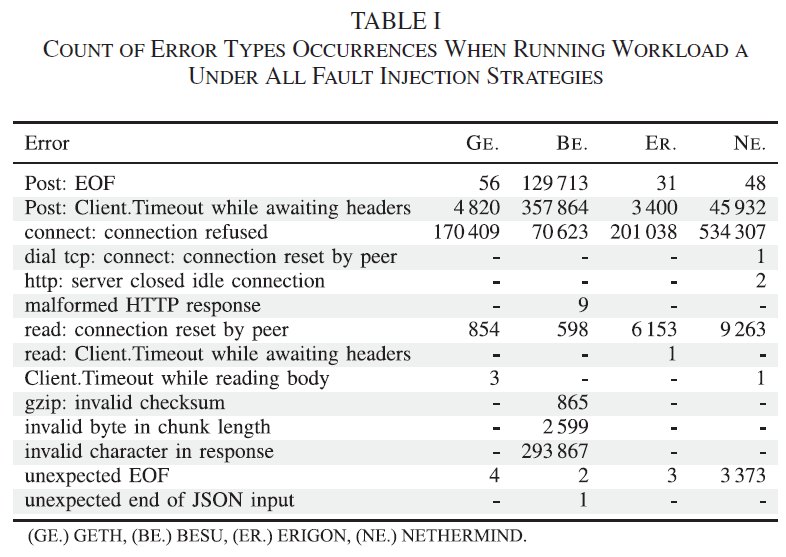 TABLE I
COUNT OF ERROR TYPES OCCURRENCES WHEN RUNNING WORKLOAD A
UNDER ALL FAULT INJECTION STRATEGIES
Error GE. BE. ER. NE.
Post: EOF 56 129 713 31 48
Post: Client.Timeout while awaiting headers 4 820 357 864 3 400 45 932
connect: connection refused 170 409 70 623 201 038 534 307
dial tcp: connect: connection reset by peer - - - 1
http: server closed idle connection - - - 2
malformed HTTP response - 9 - -
read: connection reset by peer 854 598 6 153 9 263
read: Client.Timeout while awaiting headers - - 1 -
Client.Timeout while reading body 3 - - 1
gzip: invalid checksum - 865 - -
invalid byte in chunk length - 2 599 - -
invalid character in response - 293 867 - -
unexpected EOF 4 2 3 3 373
unexpected end of JSON input - 1 - -
(GE.) GETH, (BE.) BESU, (ER.) ERIGON, (NE.) NETHERMIND.